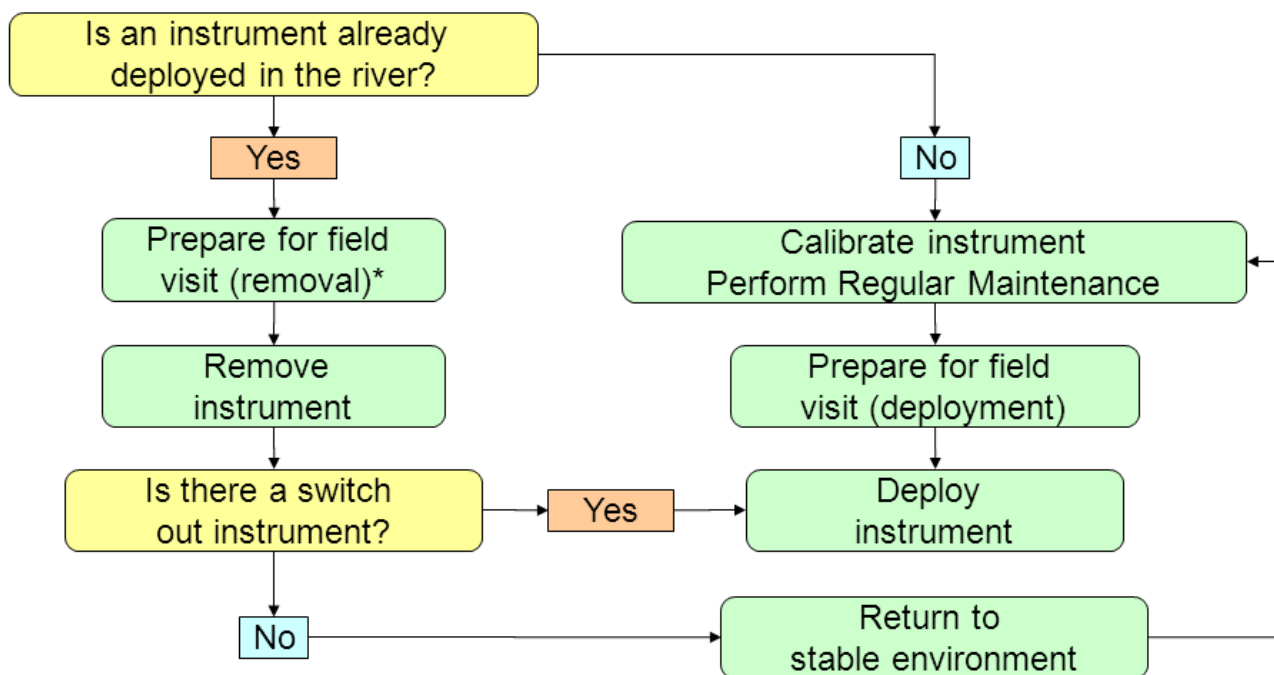 Is an instrument already
deployed in the river?
Yes
No
Prepare for field
visit (removal)*
Calibrate instrument
Perform Regular Maintenance
Remove
instrument
Prepare for field
visit (deployment)
Is there a switch
out instrument?
Yes
Deploy
instrument
No
Return to
stable environment